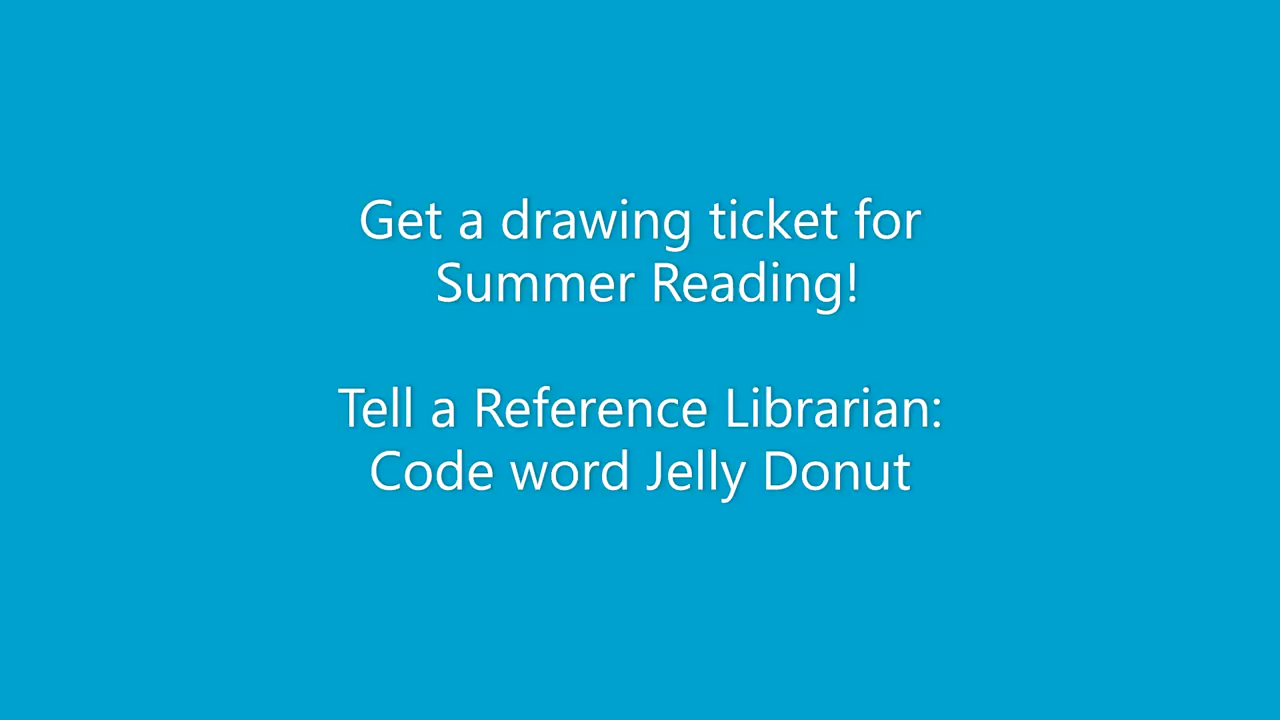 Get a drawing ticket for
Summer Reading!
Tell a Reference Librarian:
Code word Jelly Donut